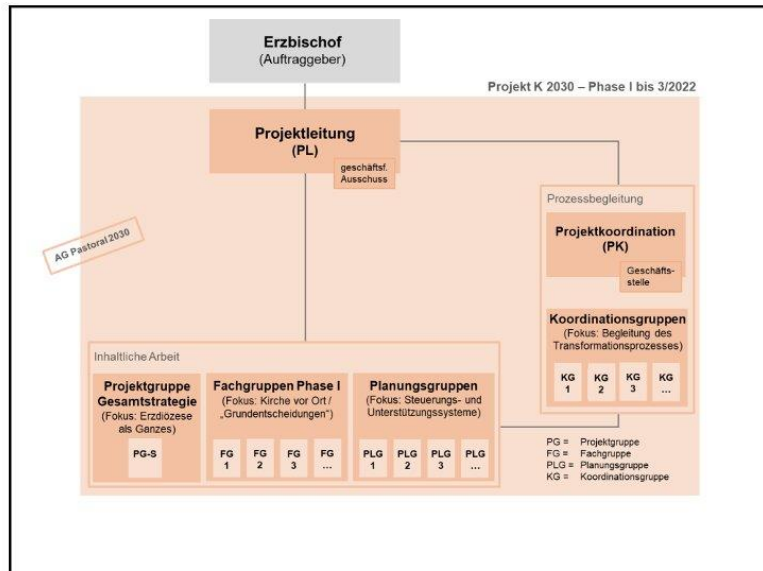 Erzbischof
(Auftraggeber)
Projekt K 2030 – Phase I bis 3/2022
Projektleitung
(PL)
geschäftsf.
Ausschuss
AG Pastoral 2030
Prozessbegleitung
Projektkoordination
(PK)
Geschäfts-
stelle
Koordinationsgruppen
(Fokus: Begleitung des
Transformationsprozesses)
KG
1
KG
2
KG
3
KG
...
Inhaltliche Arbeit
Projektgruppe
Gesamtstrategie
(Fokus: Erzdiözese
als Ganzes)
PG-S
Fachgruppen Phase I
(Fokus: Kirche vor Ort /
„Grundentscheidungen“)
FG
1
FG
2
FG
3
FG
...
Planungsgruppen
(Fokus: Steuerungs- und
Unterstützungssysteme)
PLG
1
PLG
2
PLG
3
PLG
...
PG = Projektgruppe
FG = Fachgruppe
PLG = Planungsgruppe
KG = Koordinationsgruppe